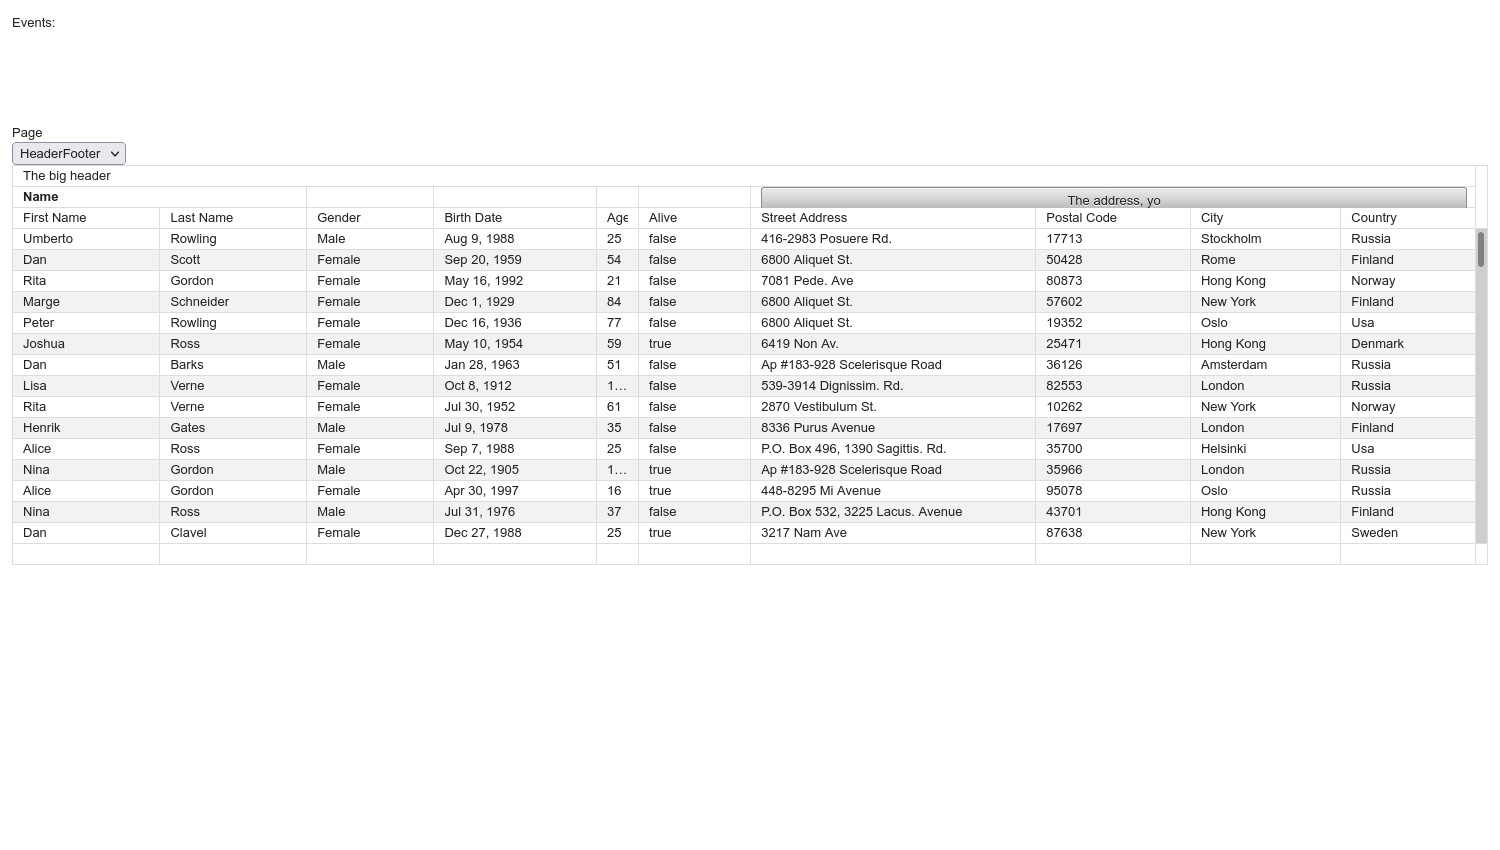 Events:
Page
HeaderFooter
The big header
Name The address, yo
First Name Last Name Gender Birth Date Age Alive Street Address Postal Code City Country
Umberto Rowling Male Aug 9, 1988 25 false 416-2983 Posuere Rd. 17713 Stockholm Russia
Dan Scott Female Sep 20, 1959 54 false 6800 Aliquet St. 50428 Rome Finland
Rita Gordon Female May 16, 1992 21 false 7081 Pede. Ave 80873 Hong Kong Norway
Marge Schneider Female Dec 1, 1929 84 false 6800 Aliquet St. 57602 New York Finland
Peter Rowling Female Dec 16, 1936 77 false 6800 Aliquet St. 19352 Oslo Usa
Joshua Ross Female May 10, 1954 59 true 6419 Non Av. 25471 Hong Kong Denmark
Dan Barks Male Jan 28, 1963 51 false Ap #183-928 Scelerisque Road 36126 Amsterdam Russia
Lisa Verne Female Oct 8, 1912 1… false 539-3914 Dignissim. Rd. 82553 London Russia
Rita Verne Female Jul 30, 1952 61 false 2870 Vestibulum St. 10262 New York Norway
Henrik Gates Male Jul 9, 1978 35 false 8336 Purus Avenue 17697 London Finland
Alice Ross Female Sep 7, 1988 25 false P.O. Box 496, 1390 Sagittis. Rd. 35700 Helsinki Usa
Nina Gordon Male Oct 22, 1905 1… true Ap #183-928 Scelerisque Road 35966 London Russia
Alice Gordon Female Apr 30, 1997 16 true 448-8295 Mi Avenue 95078 Oslo Russia
Nina Ross Male Jul 31, 1976 37 false P.O. Box 532, 3225 Lacus. Avenue 43701 Hong Kong Finland
Dan Clavel Female Dec 27, 1988 25 true 3217 Nam Ave 87638 New York Sweden